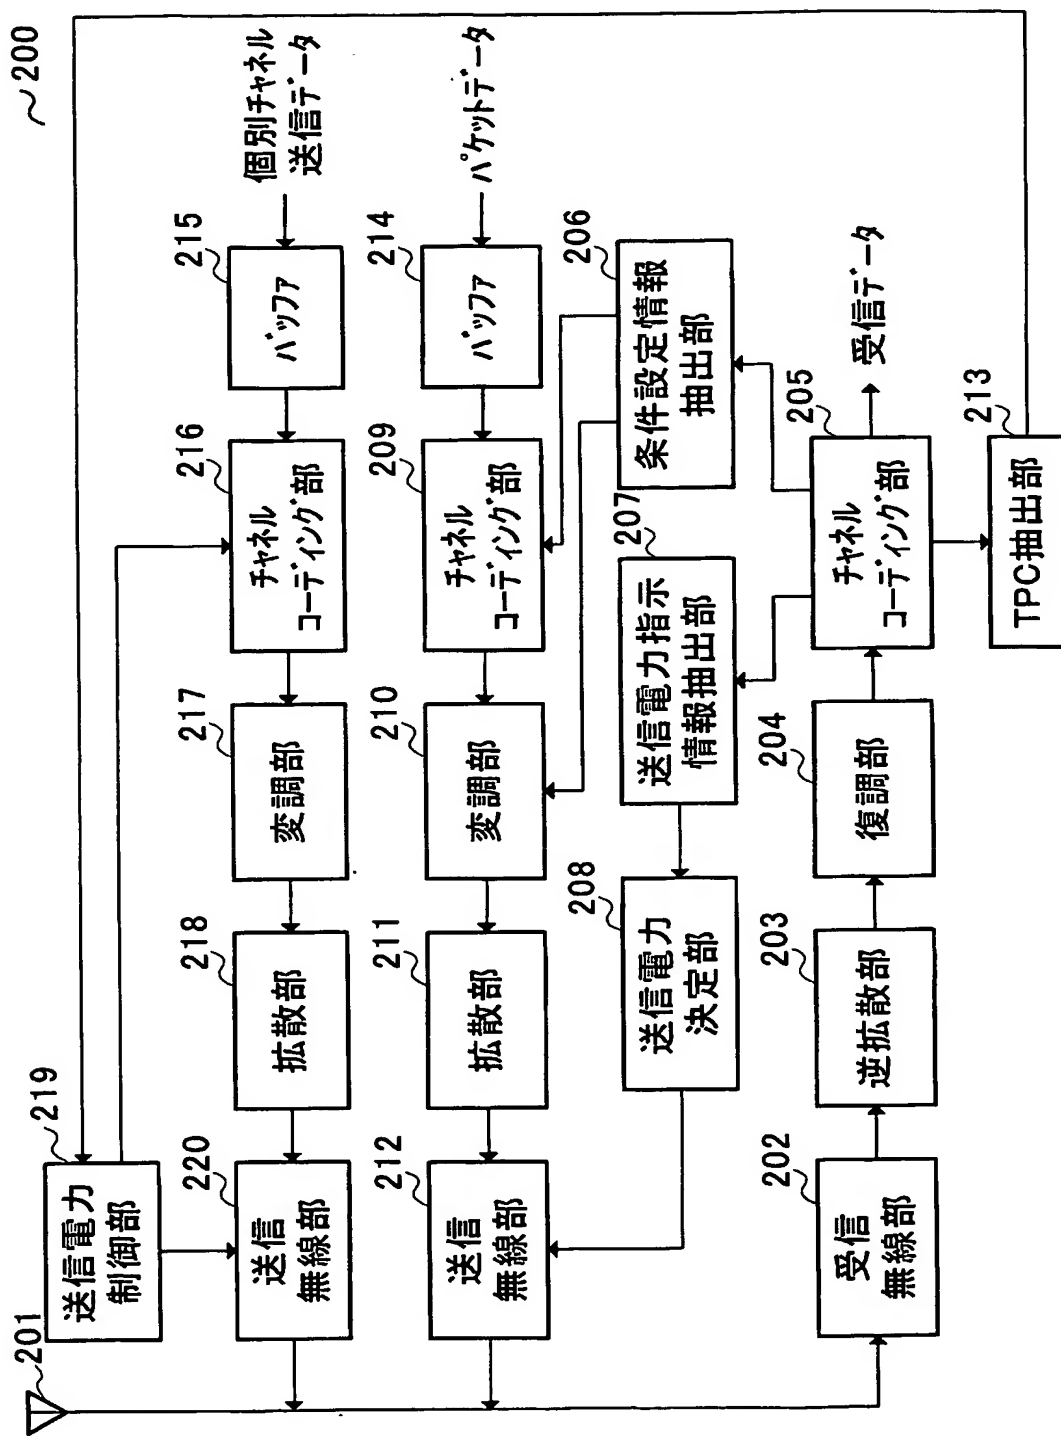 ~200
201
219
送信電力
制御部
220
送信
無線部
218
拡散部
217
変調部
216
チャネル
コーディング部
215
バッファ
個別チャネル
送信データ
212
送信
無線部
211
拡散部
210
変調部
209
チャネル
コーディング部
214
バッファ
パケットデータ
208
送信電力
決定部
207
送信電力指示
情報抽出部
206
条件設定情報
抽出部
202
受信
無線部
203
逆拡散部
204
復調部
205
チャネル
コーディング部
受信データ
213
TPC抽出部